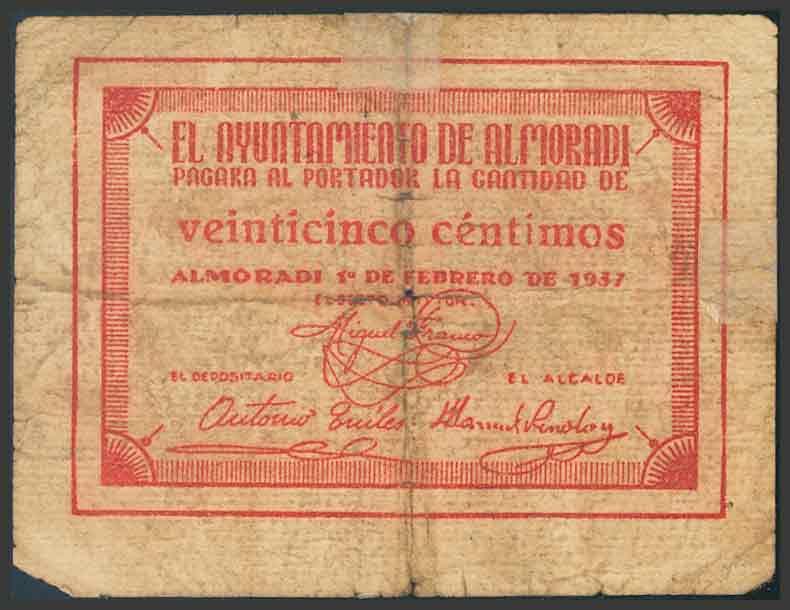 EL AYUNTAMIENTO DE ALMORADI
PAGARA AL PORTADOR LA CANTIDAD DE
veinticinco céntimos
ALMORADI 1º DE FEBRERO DE 1937
Miguel Franco
EL DEPOSITARIO EL ALCALDE
Antonio Manuel